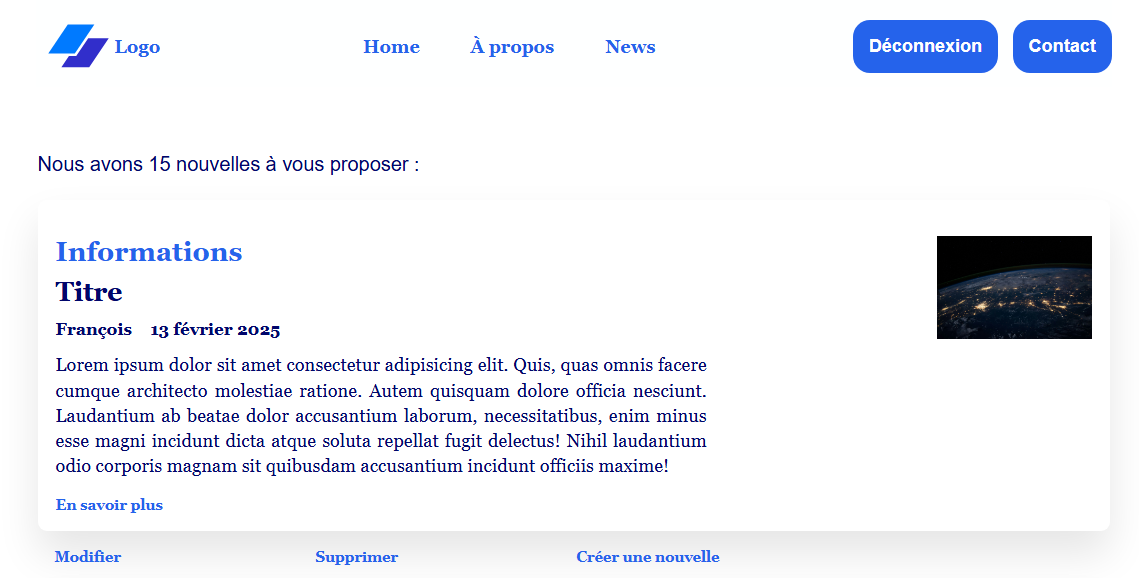 Logo
Home À propos News
Déconnexion Contact
Nous avons 15 nouvelles à vous proposer :
Informations
Titre
François 13 février 2025
Lorem ipsum dolor sit amet consectetur adipisicing elit. Quis, quas omnis facere
cumque architecto molestiae ratione. Autem quisquam dolore officia nesciunt.
Laudantium ab beatae dolor accusantium laborum, necessitatibus, enim minus
esse magni incidunt dicta atque soluta repellat fugit delectus! Nihil laudantium
odio corporis magnam sit quibusdam accusantium incidunt officiis maxime!
En savoir plus
Modifier Supprimer Créer une nouvelle